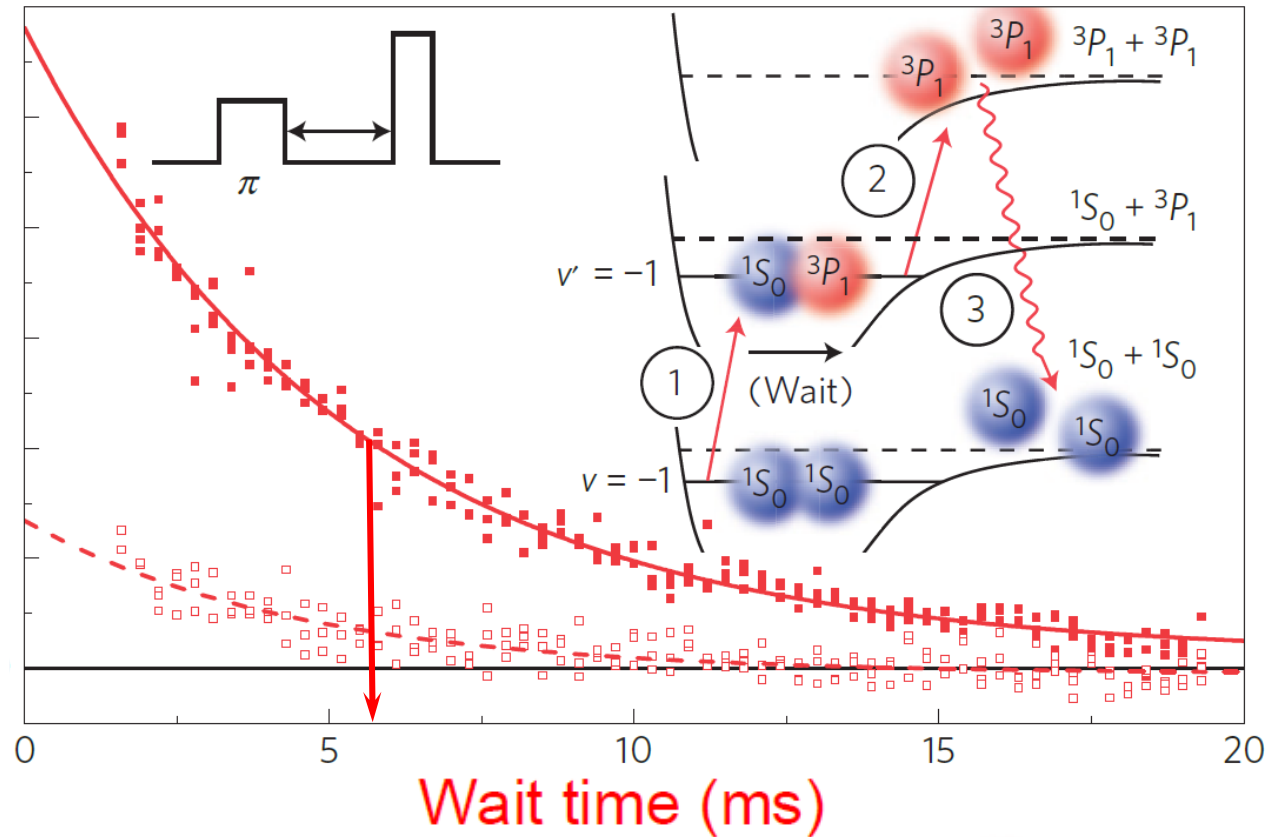 ³P₁
³P₁
³P₁ + ³P₁
π
2
¹S₀ + ³P₁
v′ = −1
¹S₀
³P₁
3
1
(Wait)
¹S₀ + ¹S₀
¹S₀
¹S₀
v = −1
¹S₀
¹S₀
0
5
10
15
20
Wait time (ms)